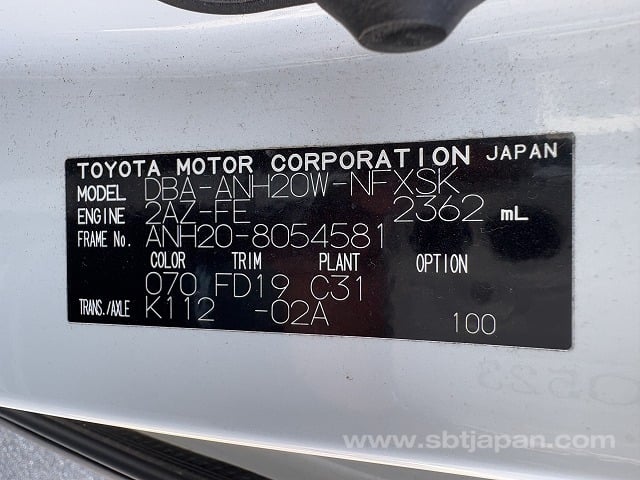 TOYOTA MOTOR CORPORATION JAPAN
MODEL DBA-ANH20W-NFXSK
ENGINE 2AZ-FE 2362 mL
FRAME No. ANH20-8054581
COLOR TRIM PLANT OPTION
070 FD19 C31
TRANS./AXLE K112 -02A 100
0523
www.sbtjapan.com